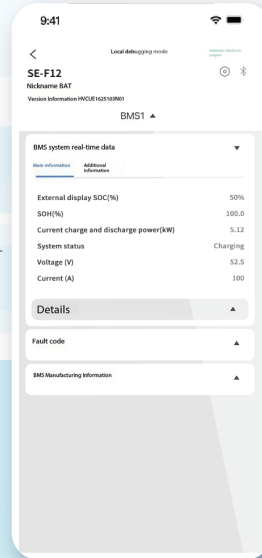 9:41
Local debugging mode
SE-F12
Nickname BAT
Version Information HVCUE1625103N01
BMS1 ▲
BMS system real-time data ▼
Main information Additional
information
External display SOC(%) 50%
SOH(%) 100.0
Current charge and discharge power(kW) 5.12
System status Charging
Voltage (V) 52.5
Current (A) 100
Details ▲
Fault code ▲
BMS Manufacturing Information ▲